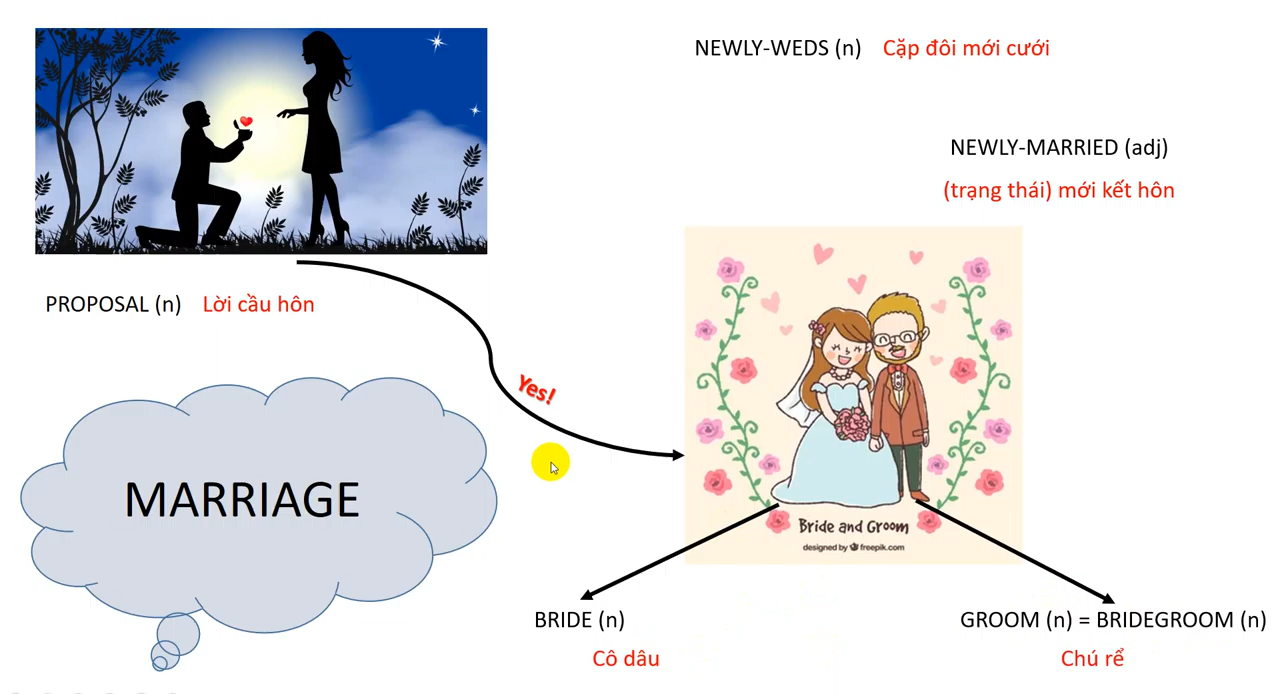 NEWLY-WEDS (n) Cặp đôi mới cưới
NEWLY-MARRIED (adj)
(trạng thái) mới kết hôn
PROPOSAL (n) Lời cầu hôn
Yes!
MARRIAGE
Bride and Groom
designed by freepik.com
BRIDE (n)
Cô dâu
GROOM (n) = BRIDEGROOM (n)
Chú rể